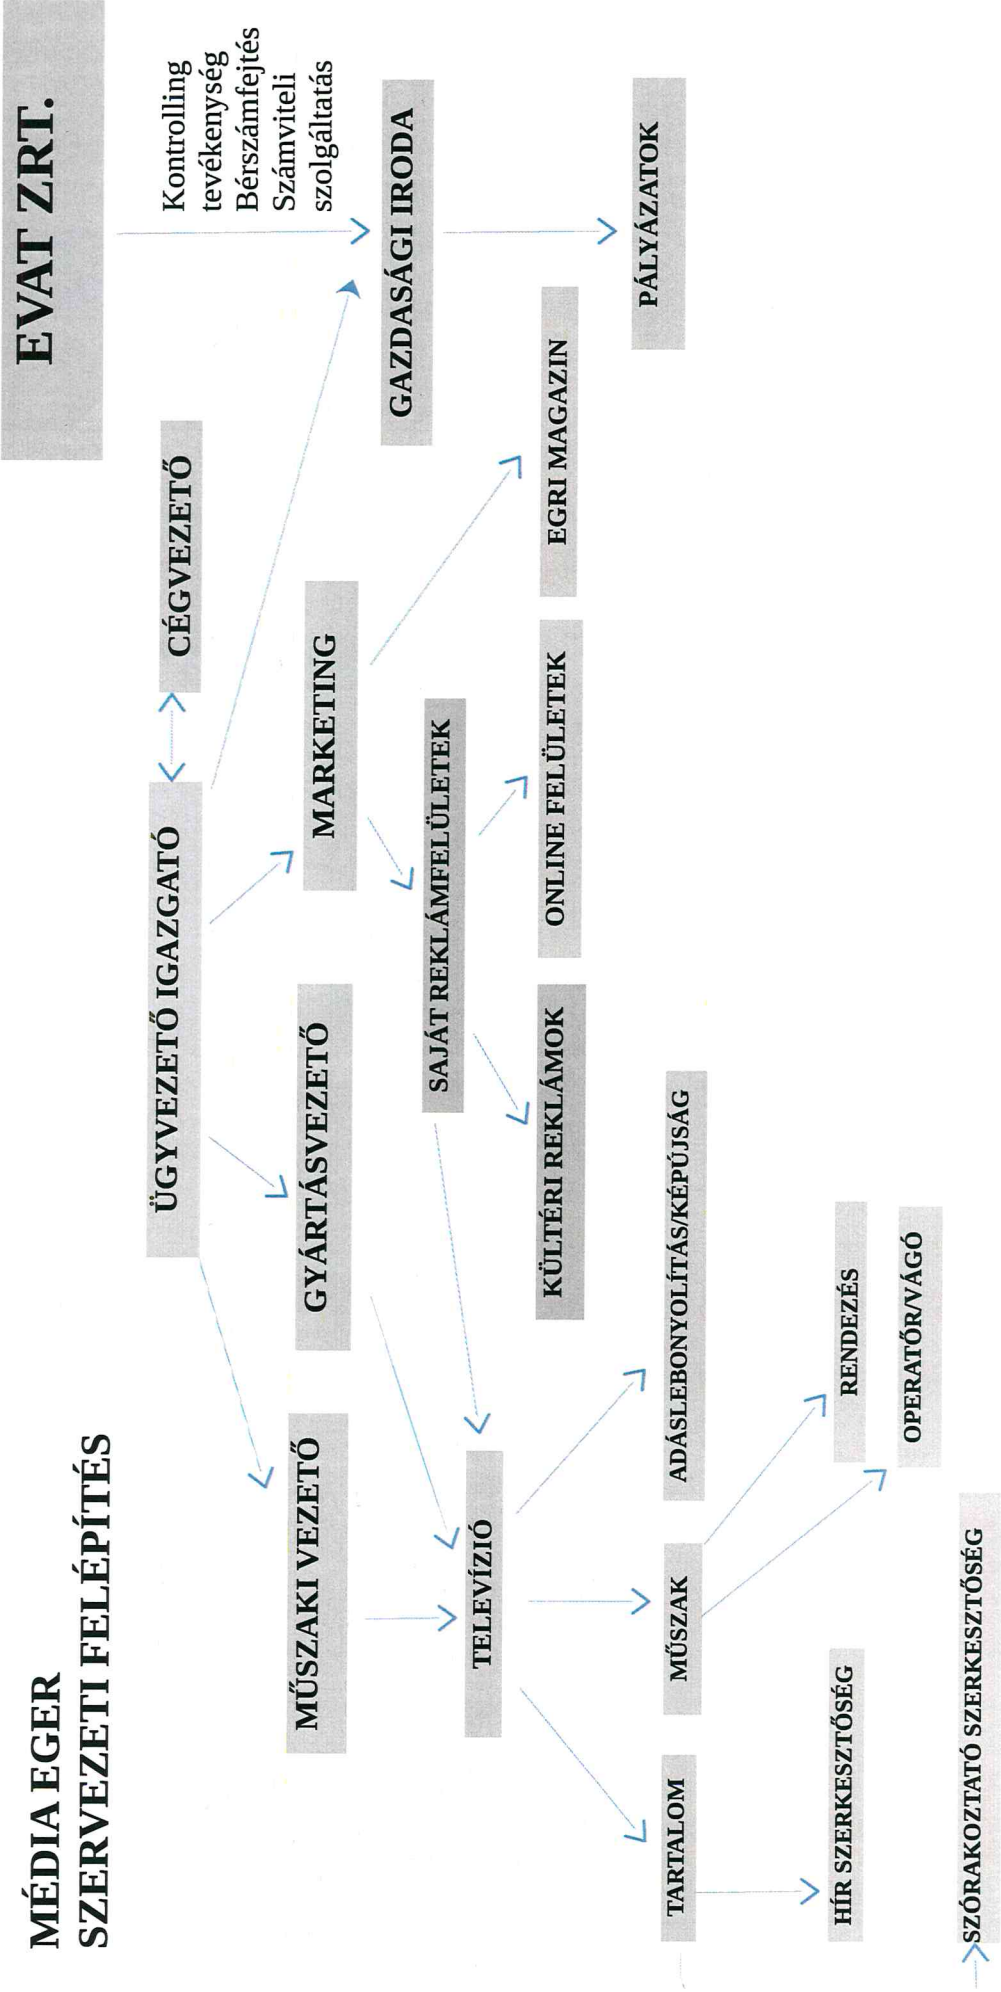 MÉDIA EGER
SZERVEZETI FELÉPÍTÉS
EVAT ZRT.
ÜGYVEZETŐ IGAZGATÓ
CÉGVEZETŐ
Kontrolling
tevékenység
Bérszámfejtés
Számviteli
szolgáltatás
MŰSZAKI VEZETŐ
GYÁRTÁSVEZETŐ
MARKETING
GAZDASÁGI IRODA
TELEVÍZIÓ
SAJÁT REKLÁMFELÜLETEK
KÜLTÉRI REKLÁMOK
ONLINE FELÜLETEK
EGRI MAGAZIN
PÁLYÁZATOK
TARTALOM
MŰSZAK
ADÁSLEBONYOLÍTÁS/KÉPÚJSÁG
HÍR SZERKESZTŐSÉG
RENDEZÉS
OPERATŐR/VÁGÓ
SZÓRAKOZTATÓ SZERKESZTŐSÉG